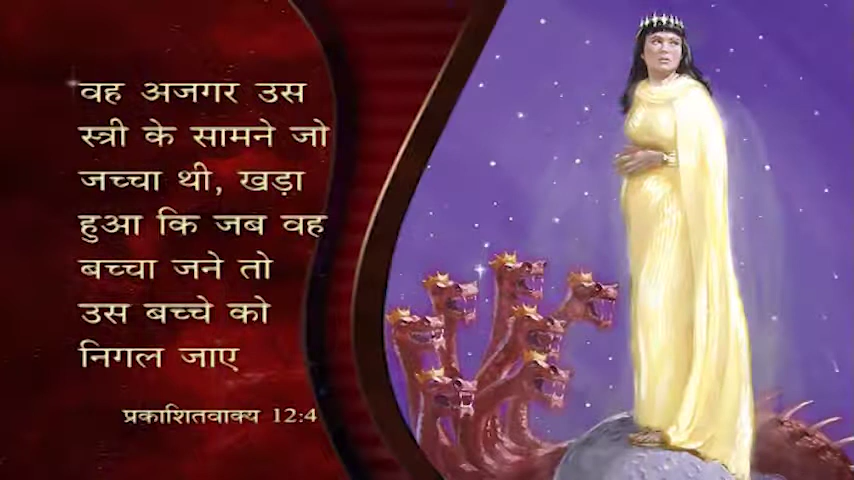 वह अजगर उस
स्त्री के सामने जो
जच्चा थी, खड़ा
हुआ कि जब वह
बच्चा जने तो
उस बच्चे को
निगल जाए
प्रकाशितवाक्य 12:4